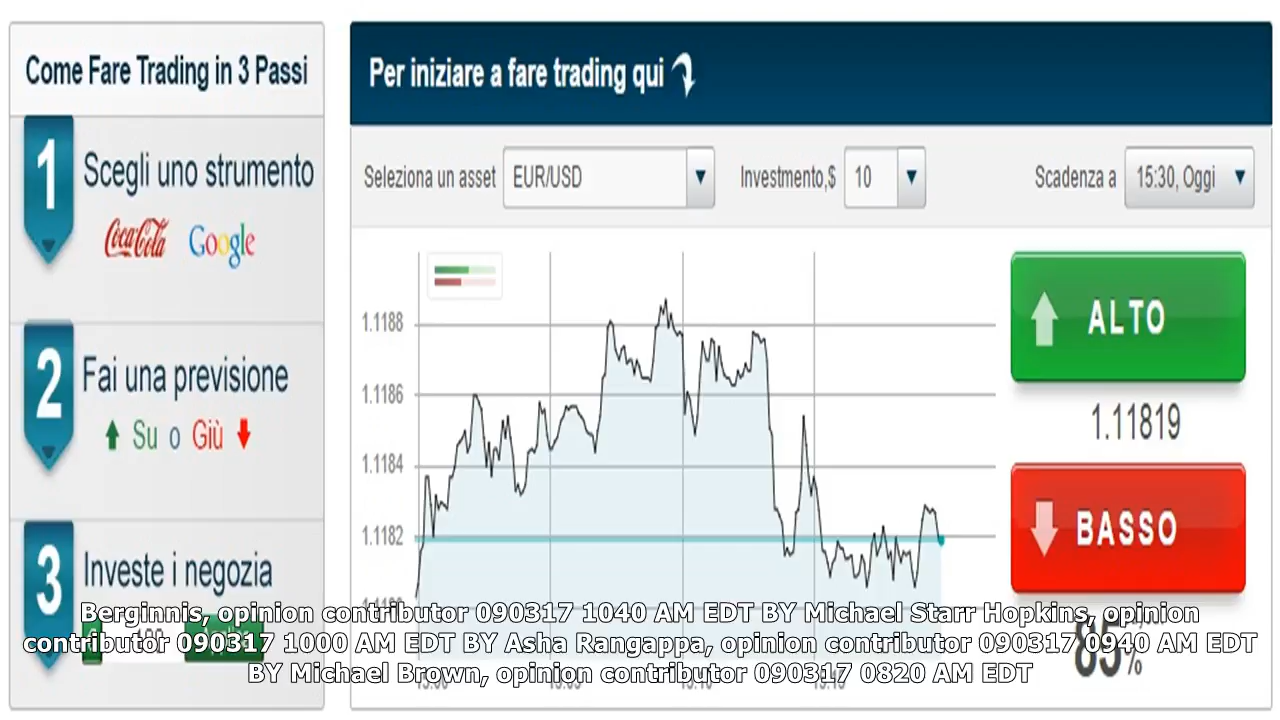 Come Fare Trading in 3 Passi
1
Scegli uno strumento
Coca-Cola Google
2
Fai una previsione
Su o Giù
3
Investe i negozia
Per iniziare a fare trading qui
Seleziona un asset EUR/USD Investmento,$ 10 Scadenza a 15:30, Oggi
1.1188
1.1186
1.1184
1.1182
ALTO
1.11819
BASSO
85%
Berginnis, opinion contributor 090317 1040 AM EDT BY Michael Starr Hopkins, opinion
contributor 090317 1000 AM EDT BY Asha Rangappa, opinion contributor 090317 0940 AM EDT
BY Michael Brown, opinion contributor 090317 0820 AM EDT